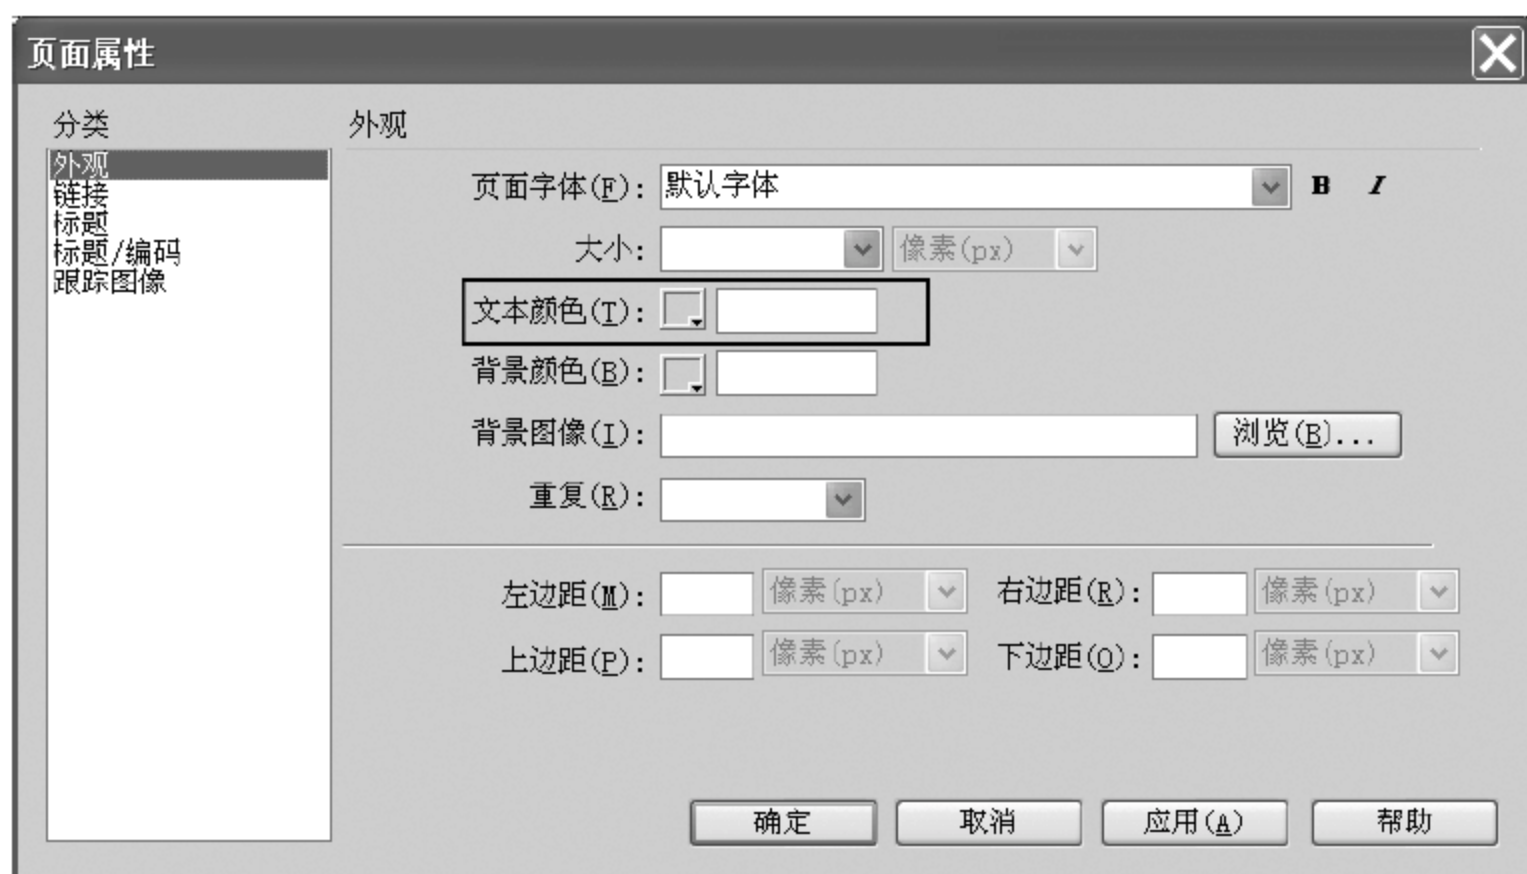 页面属性
分类
外观
链接
标题
标题/编码
跟踪图像
外观
页面字体(F): 默认字体 B I
大小: 像素(px)
文本颜色(T):
背景颜色(B):
背景图像(I): 浏览(B)...
重复(R):
左边距(M): 像素(px) 右边距(R): 像素(px)
上边距(P): 像素(px) 下边距(O): 像素(px)
确定 取消 应用(A) 帮助